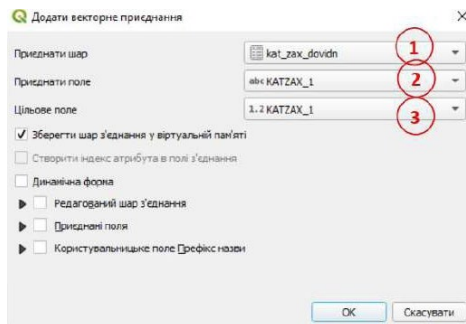 Додати векторне приєднання
Приєднати шар
kat_zax_dovidn
1
Приєднати поле
abc KATZAX_1
2
Цільове поле
1.2 KATZAX_1
3
Зберегти шар з'єднання у віртуальній пам'яті
Створити індекс атрибута в полі з'єднання
Динамічна форма
Редагований шар з'єднання
Приєднані поля
Користувальницьке поле Префікс назви
OK
Скасувати